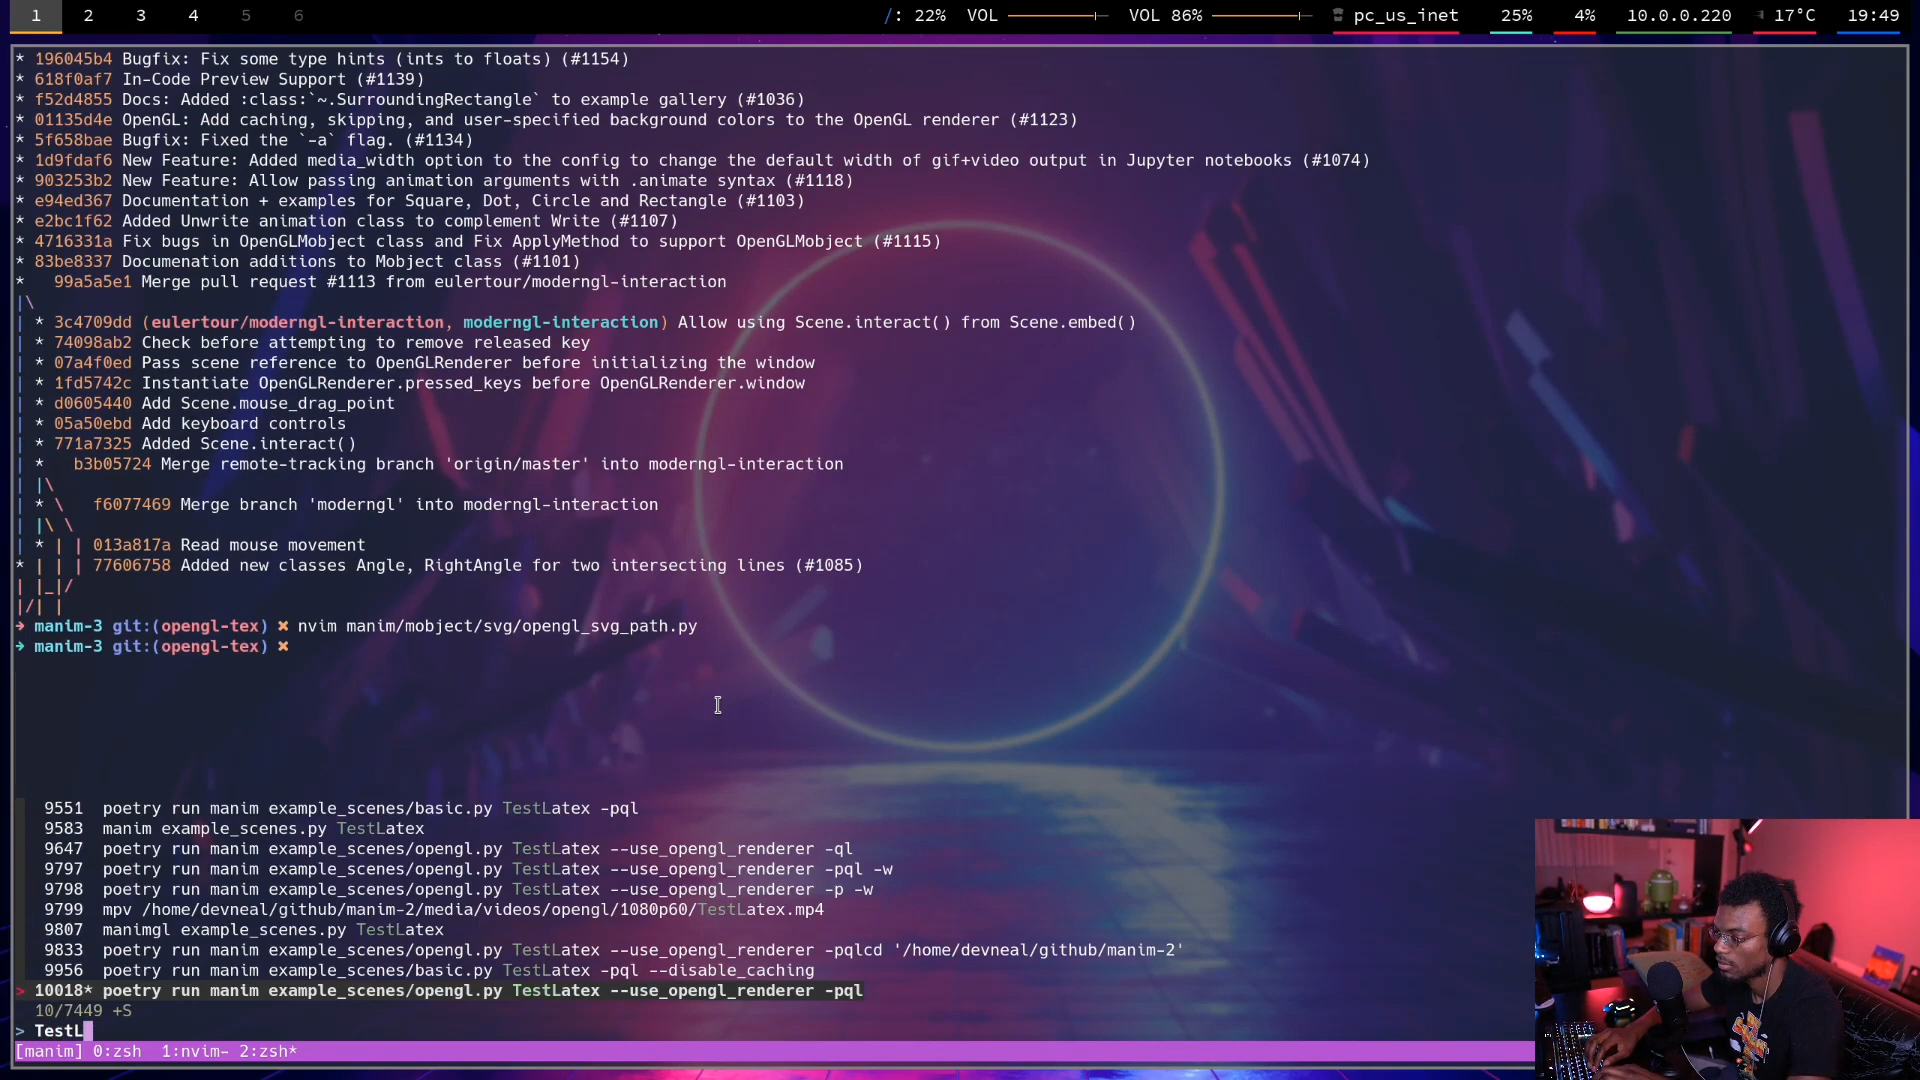 1 2 3 4 5 6 /: 22% VOL VOL 86% pc_us_inet 25% 4% 10.0.0.220 17°C 19:49
* 196045b4 Bugfix: Fix some type hints (ints to floats) (#1154)
* 618f0af7 In-Code Preview Support (#1139)
* f52d4855 Docs: Added :class:`~.SurroundingRectangle` to example gallery (#1036)
* 01135d4e OpenGL: Add caching, skipping, and user-specified background colors to the OpenGL renderer (#1123)
* 5f658bae Bugfix: Fixed the `-a` flag. (#1134)
* 1d9fdaf6 New Feature: Added media_width option to the config to change the default width of gif+video output in Jupyter notebooks (#1074)
* 903253b2 New Feature: Allow passing animation arguments with .animate syntax (#1118)
* e94ed367 Documentation + examples for Square, Dot, Circle and Rectangle (#1103)
* e2bc1f62 Added Unwrite animation class to complement Write (#1107)
* 4716331a Fix bugs in OpenGLMobject class and Fix ApplyMethod to support OpenGLMobject (#1115)
* 83be8337 Documenation additions to Mobject class (#1101)
*   99a5a5e1 Merge pull request #1113 from eulertour/moderngl-interaction
|\
| * 3c4709dd (eulertour/moderngl-interaction, moderngl-interaction) Allow using Scene.interact() from Scene.embed()
| * 74098ab2 Check before attempting to remove released key
| * 07a4f0ed Pass scene reference to OpenGLRenderer before initializing the window
| * 1fd5742c Instantiate OpenGLRenderer.pressed_keys before OpenGLRenderer.window
| * d0605440 Add Scene.mouse_drag_point
| * 05a50ebd Add keyboard controls
| * 771a7325 Added Scene.interact()
| *   b3b05724 Merge remote-tracking branch 'origin/master' into moderngl-interaction
| |\
| * \   f6077469 Merge branch 'moderngl' into moderngl-interaction
| |\ \
| * | | 013a817a Read mouse movement
* | | | 77606758 Added new classes Angle, RightAngle for two intersecting lines (#1085)
| |_|/
|/| |
→ manim-3 git:(opengl-tex) ✖ nvim manim/mobject/svg/opengl_svg_path.py
→ manim-3 git:(opengl-tex) ✖
9551 poetry run manim example_scenes/basic.py TestLatex -pql
9583 manim example_scenes.py TestLatex
9647 poetry run manim example_scenes/opengl.py TestLatex --use_opengl_renderer -ql
9797 poetry run manim example_scenes/opengl.py TestLatex --use_opengl_renderer -pql -w
9798 poetry run manim example_scenes/opengl.py TestLatex --use_opengl_renderer -p -w
9799 mpv /home/devneal/github/manim-2/media/videos/opengl/1080p60/TestLatex.mp4
9807 manimgl example_scenes.py TestLatex
9833 poetry run manim example_scenes/opengl.py TestLatex --use_opengl_renderer -pqlcd '/home/devneal/github/manim-2'
9956 poetry run manim example_scenes/basic.py TestLatex -pql --disable_caching
> 10018* poetry run manim example_scenes/opengl.py TestLatex --use_opengl_renderer -pql
10/7449 +S
> TestL
[manim] 0:zsh 1:nvim- 2:zsh*